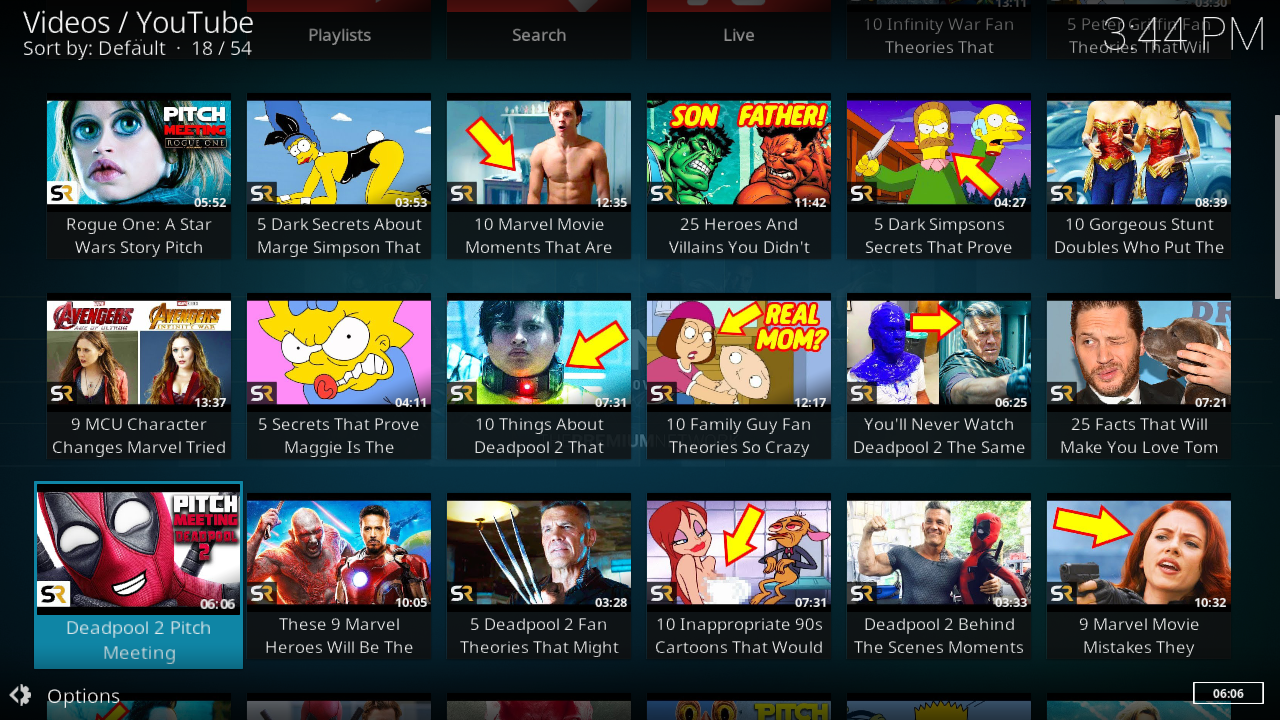 Videos / YouTube
Sort by: Default · 18 / 54
3:44 PM
Playlists
Search
Live
13:11
10 Infinity War Fan
Theories That
03:30
5 Peter Griffin Fan
Theories That Will
PITCH
MEETING
ROGUE ONE
SR
05:52
Rogue One: A Star
Wars Story Pitch
SR
03:53
5 Dark Secrets About
Marge Simpson That
SR
12:35
10 Marvel Movie
Moments That Are
SON FATHER!
SR
11:42
25 Heroes And
Villains You Didn't
SR
04:27
5 Dark Simpsons
Secrets That Prove
SR
08:39
10 Gorgeous Stunt
Doubles Who Put The
AVENGERS
AGE OF ULTRON
AVENGERS
INFINITY WAR
SR
13:37
9 MCU Character
Changes Marvel Tried
SR
04:11
5 Secrets That Prove
Maggie Is The
SR
07:31
10 Things About
Deadpool 2 That
REAL
MOM?
SR
12:17
10 Family Guy Fan
Theories So Crazy
SR
06:25
You'll Never Watch
Deadpool 2 The Same
SR
07:21
25 Facts That Will
Make You Love Tom
PITCH
MEETING
DEADPOOL
2
SR
06:06
Deadpool 2 Pitch
Meeting
SR
10:05
These 9 Marvel
Heroes Will Be The
SR
03:28
5 Deadpool 2 Fan
Theories That Might
SR
07:31
10 Inappropriate 90s
Cartoons That Would
SR
03:33
Deadpool 2 Behind
The Scenes Moments
SR
10:32
9 Marvel Movie
Mistakes They
Options
PITCH
06:06